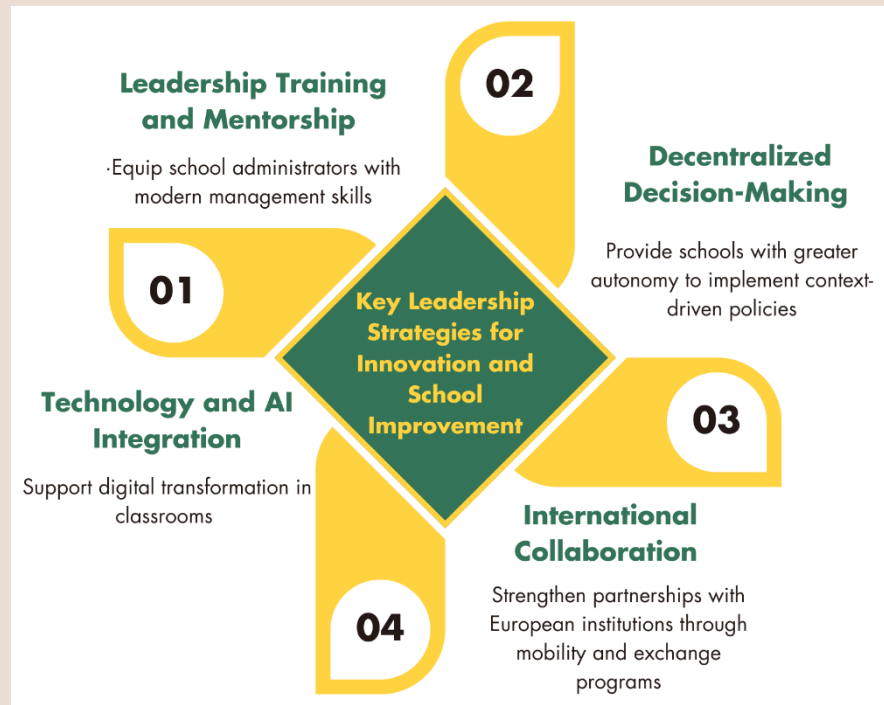 Leadership Training
and Mentorship
·Equip school administrators with
modern management skills
01
02
Decentralized
Decision-Making
Provide schools with greater
autonomy to implement context-
driven policies
Key Leadership
Strategies for
Innovation and
School
Improvement
03
International
Collaboration
Strengthen partnerships with
European institutions through
mobility and exchange
programs
Technology and AI
Integration
Support digital transformation in
classrooms
04